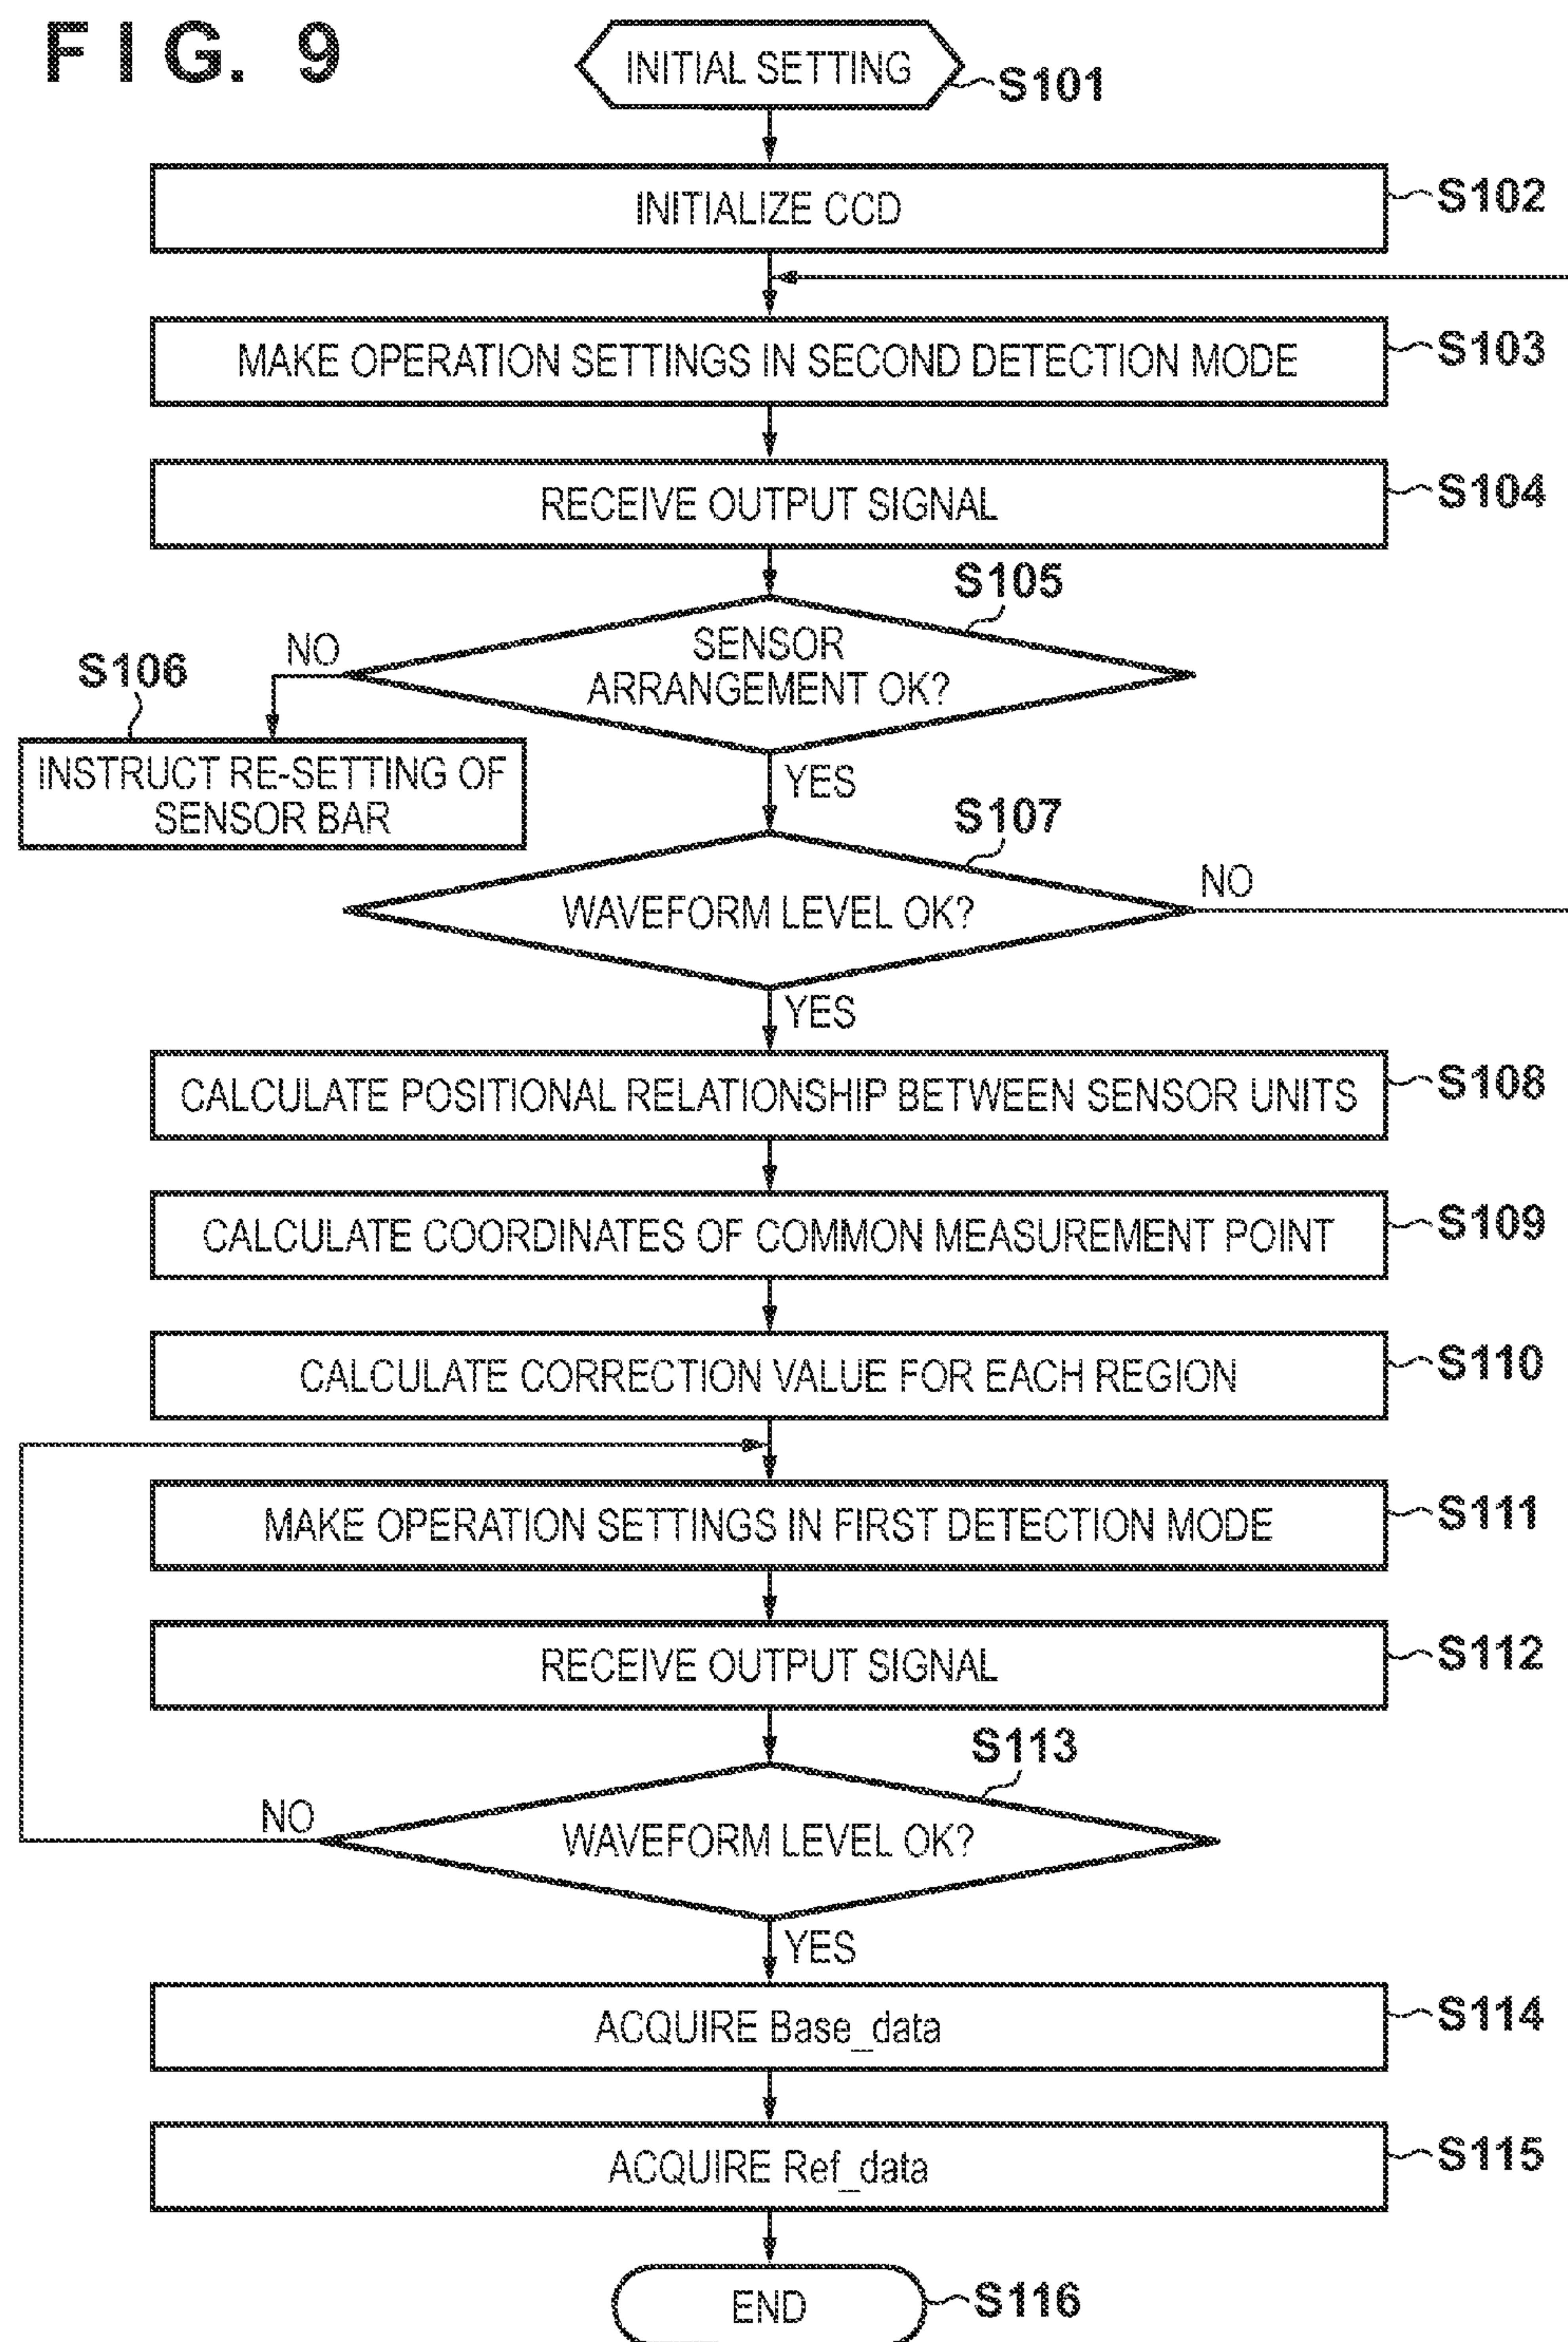 FIG. 9
INITIAL SETTING
S101
INITIALIZE CCD
S102
MAKE OPERATION SETTINGS IN SECOND DETECTION MODE
S103
RECEIVE OUTPUT SIGNAL
S104
S105
SENSOR
ARRANGEMENT OK?
NO
S106
INSTRUCT RE-SETTING OF
SENSOR BAR
YES
S107
WAVEFORM LEVEL OK?
NO
YES
CALCULATE POSITIONAL RELATIONSHIP BETWEEN SENSOR UNITS
S108
CALCULATE COORDINATES OF COMMON MEASUREMENT POINT
S109
CALCULATE CORRECTION VALUE FOR EACH REGION
S110
MAKE OPERATION SETTINGS IN FIRST DETECTION MODE
S111
RECEIVE OUTPUT SIGNAL
S112
S113
WAVEFORM LEVEL OK?
NO
YES
ACQUIRE Base_data
S114
ACQUIRE Ref_data
S115
END
S116